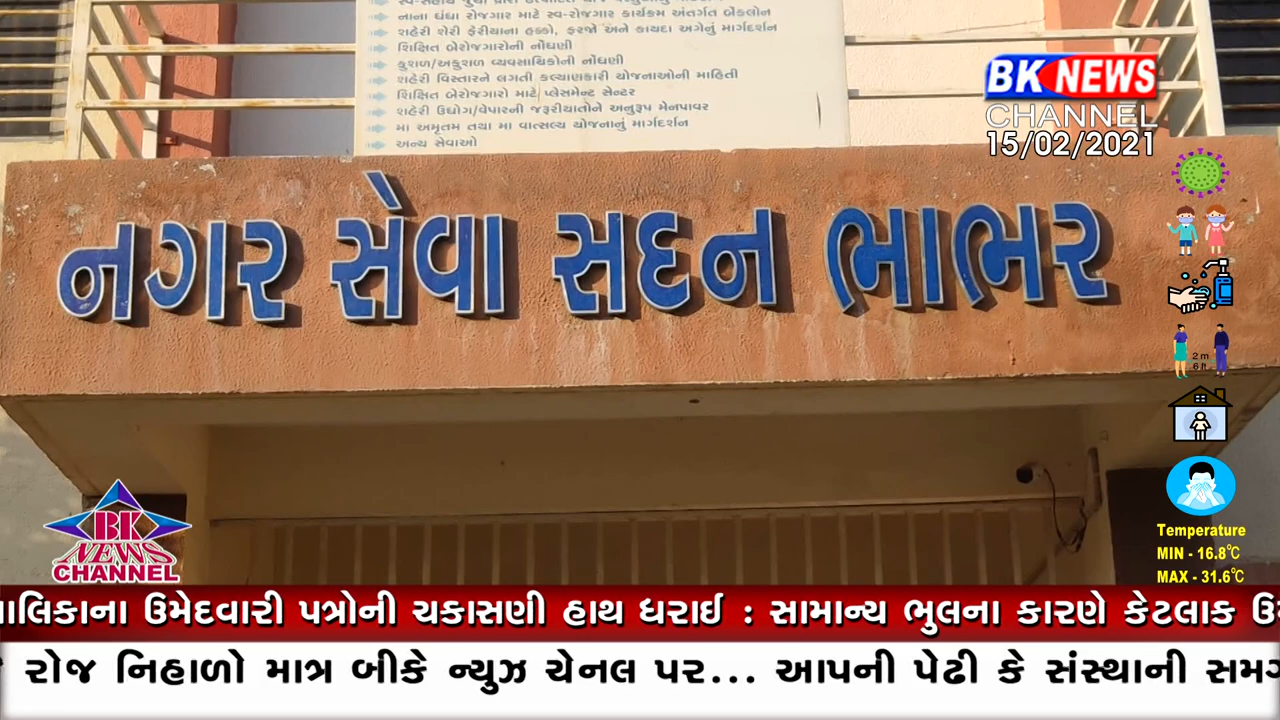 નાના ધંધા રોજગાર માટે સ્વ-રોજગાર કાર્યક્રમ અંતર્ગત બેંકલોન
શહેરી શેરી ફેરીયાના હક્કો, ફરજો અને કાયદા અગેનું માર્ગદર્શન
શિક્ષિત બેરોજગારોની નોંધણી
કુશળ/અકુશળ વ્યવસાયિકોની નોંધણી
શહેરી વિસ્તારને લગતી કલ્યાણકારી યોજનાઓની માહિતી
શિક્ષિત બેરોજગારો માટે પ્લેસમેન્ટ સેન્ટર
શહેરી ઉદ્યોગ/વેપારની જરૂરીયાતોને અનુરૂપ મેનપાવર
મા અમૃતમ તથા મા વાત્સલ્ય યોજનાનું માર્ગદર્શન
અન્ય સેવાઓ
BK NEWS
CHANNEL
15/02/2021
નગર સેવા સદન ભાભર
2 m
6 ft
BK
NEWS
CHANNEL
Temperature
MIN - 16.8℃
MAX - 31.6℃
ાલિકાના ઉમેદવારી પત્રોની ચકાસણી હાથ ધરાઈ : સામાન્ય ભુલના કારણે કેટલાક
રોજ નિહાળો માત્ર બીકે ન્યુઝ ચેનલ પર... આપની પેઢી કે સંસ્થાની